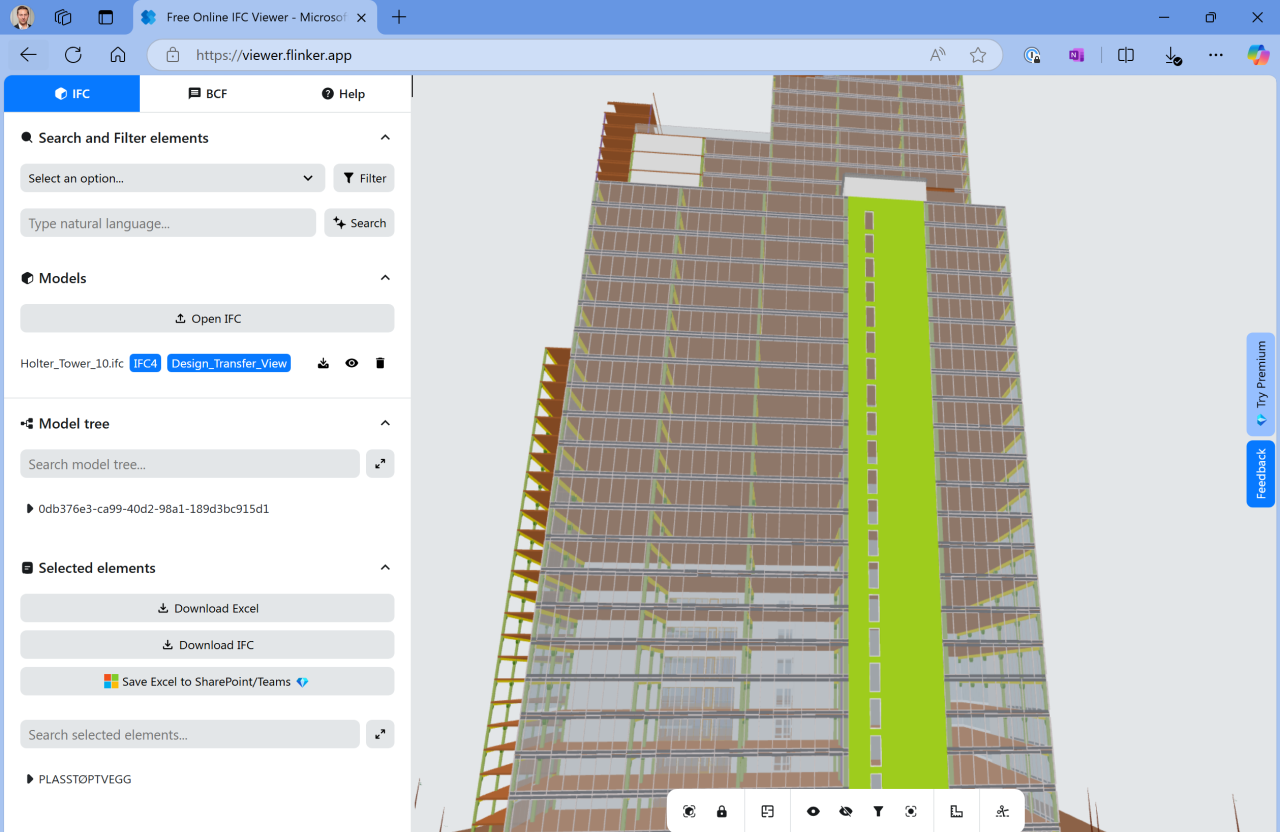 Free Online IFC Viewer - Microsof
https://viewer.flinker.app
IFC
BCF
Help
Search and Filter elements
Select an option...
Filter
Type natural language...
Search
Models
Open IFC
Holter_Tower_10.ifc IFC4 Design_Transfer_View
Model tree
Search model tree...
0db376e3-ca99-40d2-98a1-189d3bc915d1
Selected elements
Download Excel
Download IFC
Save Excel to SharePoint/Teams
Search selected elements...
PLASSTØPTVEGG
Try Premium
Feedback